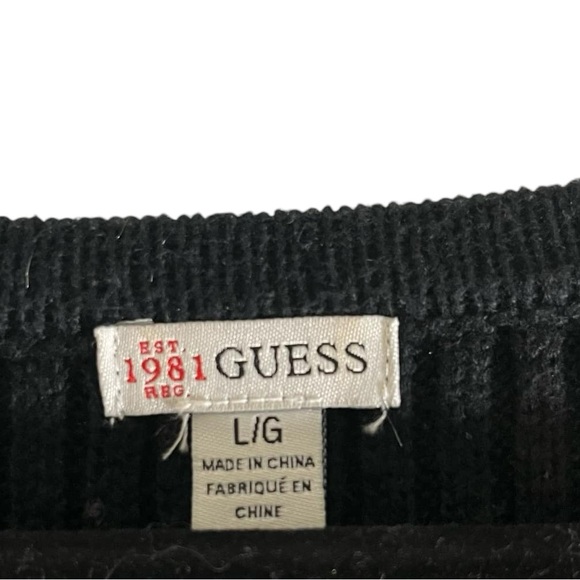 EST.
1981 GUESS
REG.
L/G
MADE IN CHINA
FABRIQUÉ EN
CHINE